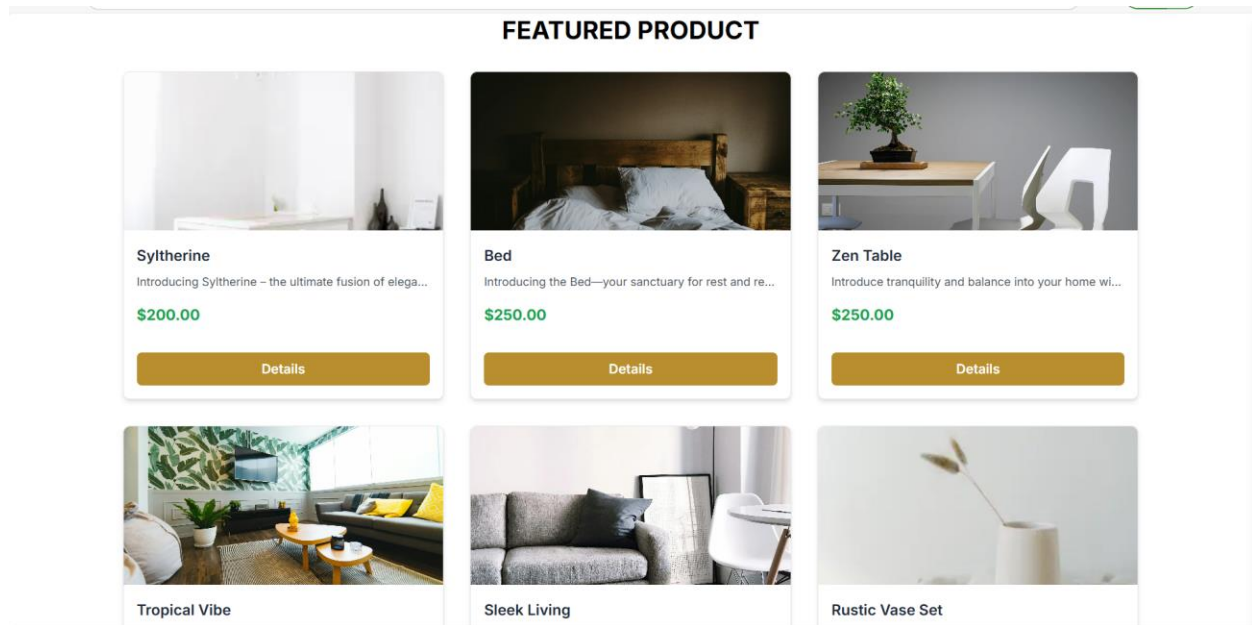 FEATURED PRODUCT
Syltherine
Introducing Syltherine – the ultimate fusion of elega...
$200.00
Details
Bed
Introducing the Bed—your sanctuary for rest and re...
$250.00
Details
Zen Table
Introduce tranquility and balance into your home wi...
$250.00
Details
Tropical Vibe
Sleek Living
Rustic Vase Set